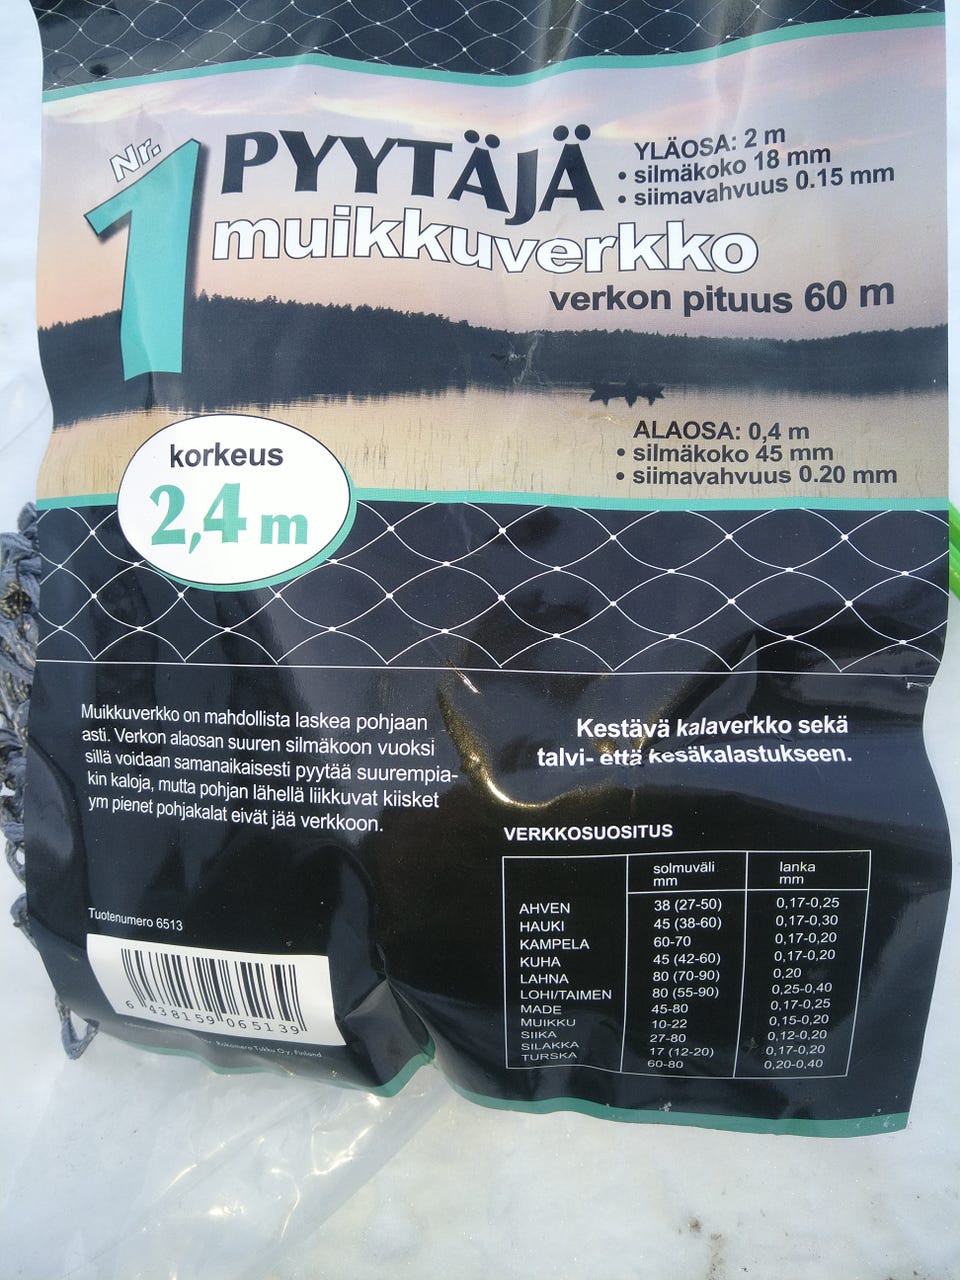 Nr.
1
PYYTÄJÄ
muikkuverkko
verkon pituus 60 m
YLÄOSA: 2 m
• silmäkoko 18 mm
• siimavahvuus 0.15 mm
ALAOSA: 0,4 m
• silmäkoko 45 mm
• siimavahvuus 0.20 mm
korkeus
2,4 m
Muikkuverkko on mahdollista laskea pohjaan
asti. Verkon alaosan suuren silmäkoon vuoksi
sillä voidaan samanaikaisesti pyytää suurempia-
kin kaloja, mutta pohjan lähellä liikkuvat kiisket
ym pienet pohjakalat eivät jää verkkoon.
Kestävä kalaverkko sekä
talvi- että kesäkalastukseen.
Tuotenumero 6513
6 438159 065139
Rokomera Tukku Oy, Finland
VERKKOSUOSITUS
solmuväli lanka
mm mm
AHVEN 38 (27-50) 0,17-0,25
HAUKI 45 (38-60) 0,17-0,30
KAMPELA 60-70 0,17-0,20
KUHA 45 (42-60) 0,17-0,20
LAHNA 80 (70-90) 0,20
LOHI/TAIMEN 80 (55-90) 0,25-0,40
MADE 45-80 0,17-0,25
MUIKKU 10-22 0,15-0,20
SIIKA 27-80 0,12-0,20
SILAKKA 17 (12-20) 0,17-0,20
TURSKA 60-80 0,20-0,40